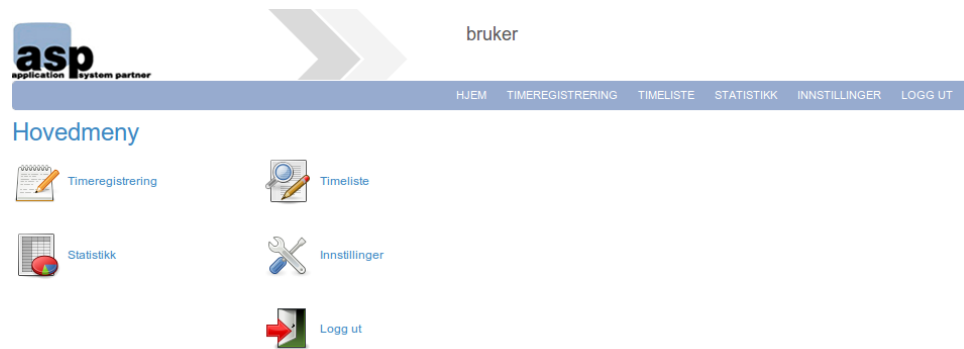 bruker
asp
application system partner
HJEM TIMEREGISTRERING TIMELISTE STATISTIKK INNSTILLINGER LOGG UT
Hovedmeny
Timeregistrering Timeliste
Statistikk Innstillinger
Logg ut